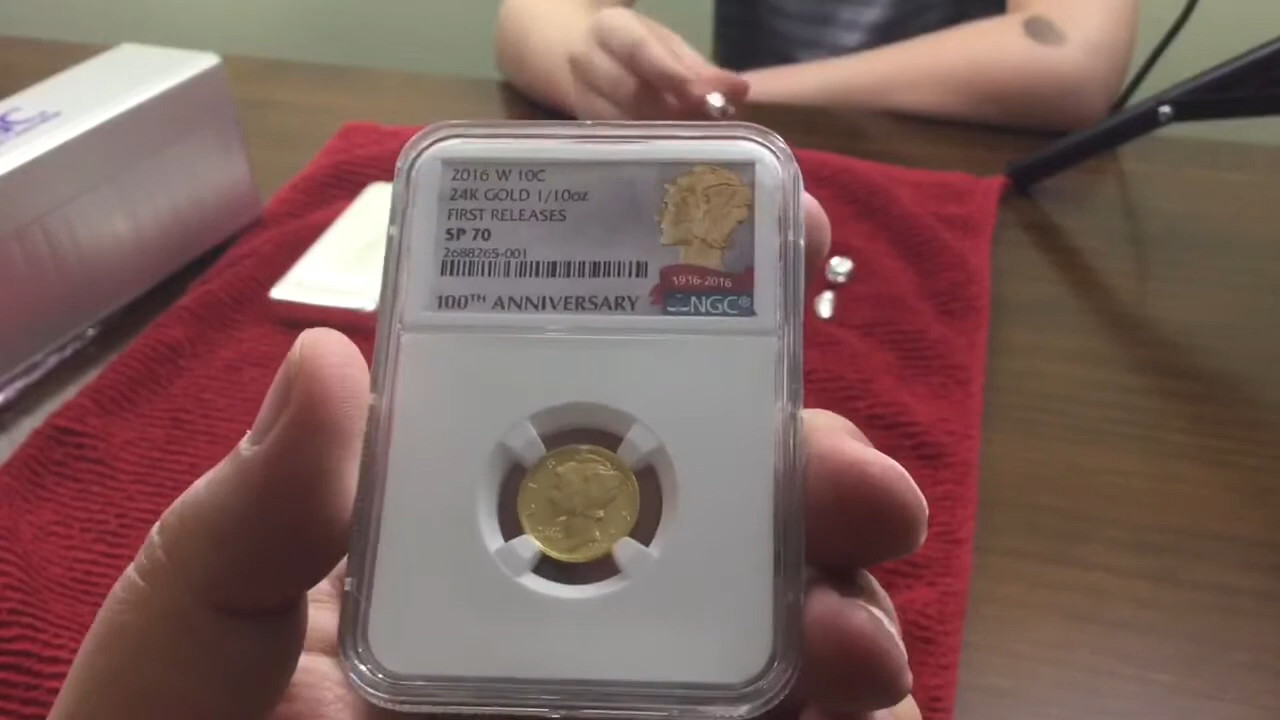 2016 W 10C
24K GOLD 1/10oz
FIRST RELEASES
SP 70
2688265-001
100TH ANNIVERSARY
1916-2016
NGC®